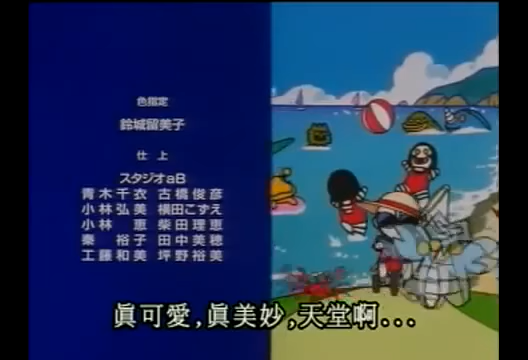 色指定
鈴城留美子
仕上
スタジオaB
青木千衣 古橋俊彦
小林弘美 横田こずえ
小林 恵 柴田理恵
秦 裕子 田中美穂
工藤和美 坪野裕美
眞可愛,眞美妙,天堂啊...